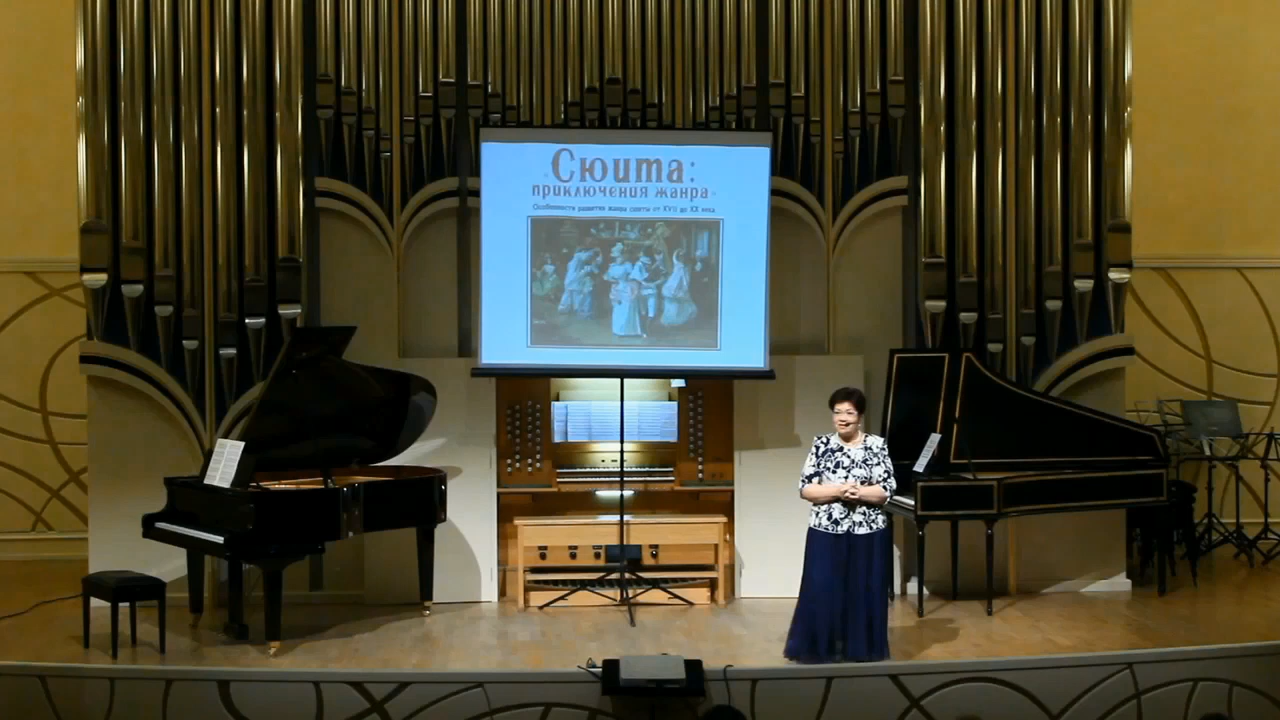 Сюита:
приключения жанра
Особенности развития жанра сюиты от XVII до XX века